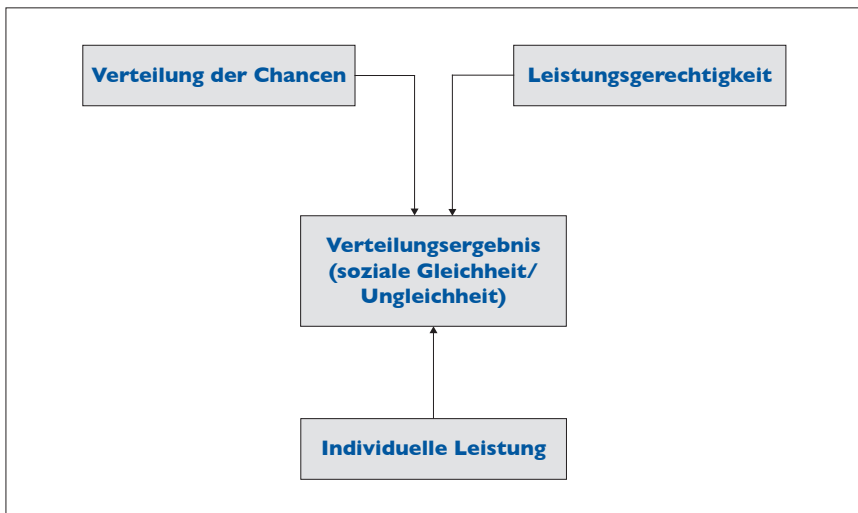 Verteilung der Chancen
Leistungsgerechtigkeit
Verteilungsergebnis
(soziale Gleichheit/
Ungleichheit)
Individuelle Leistung